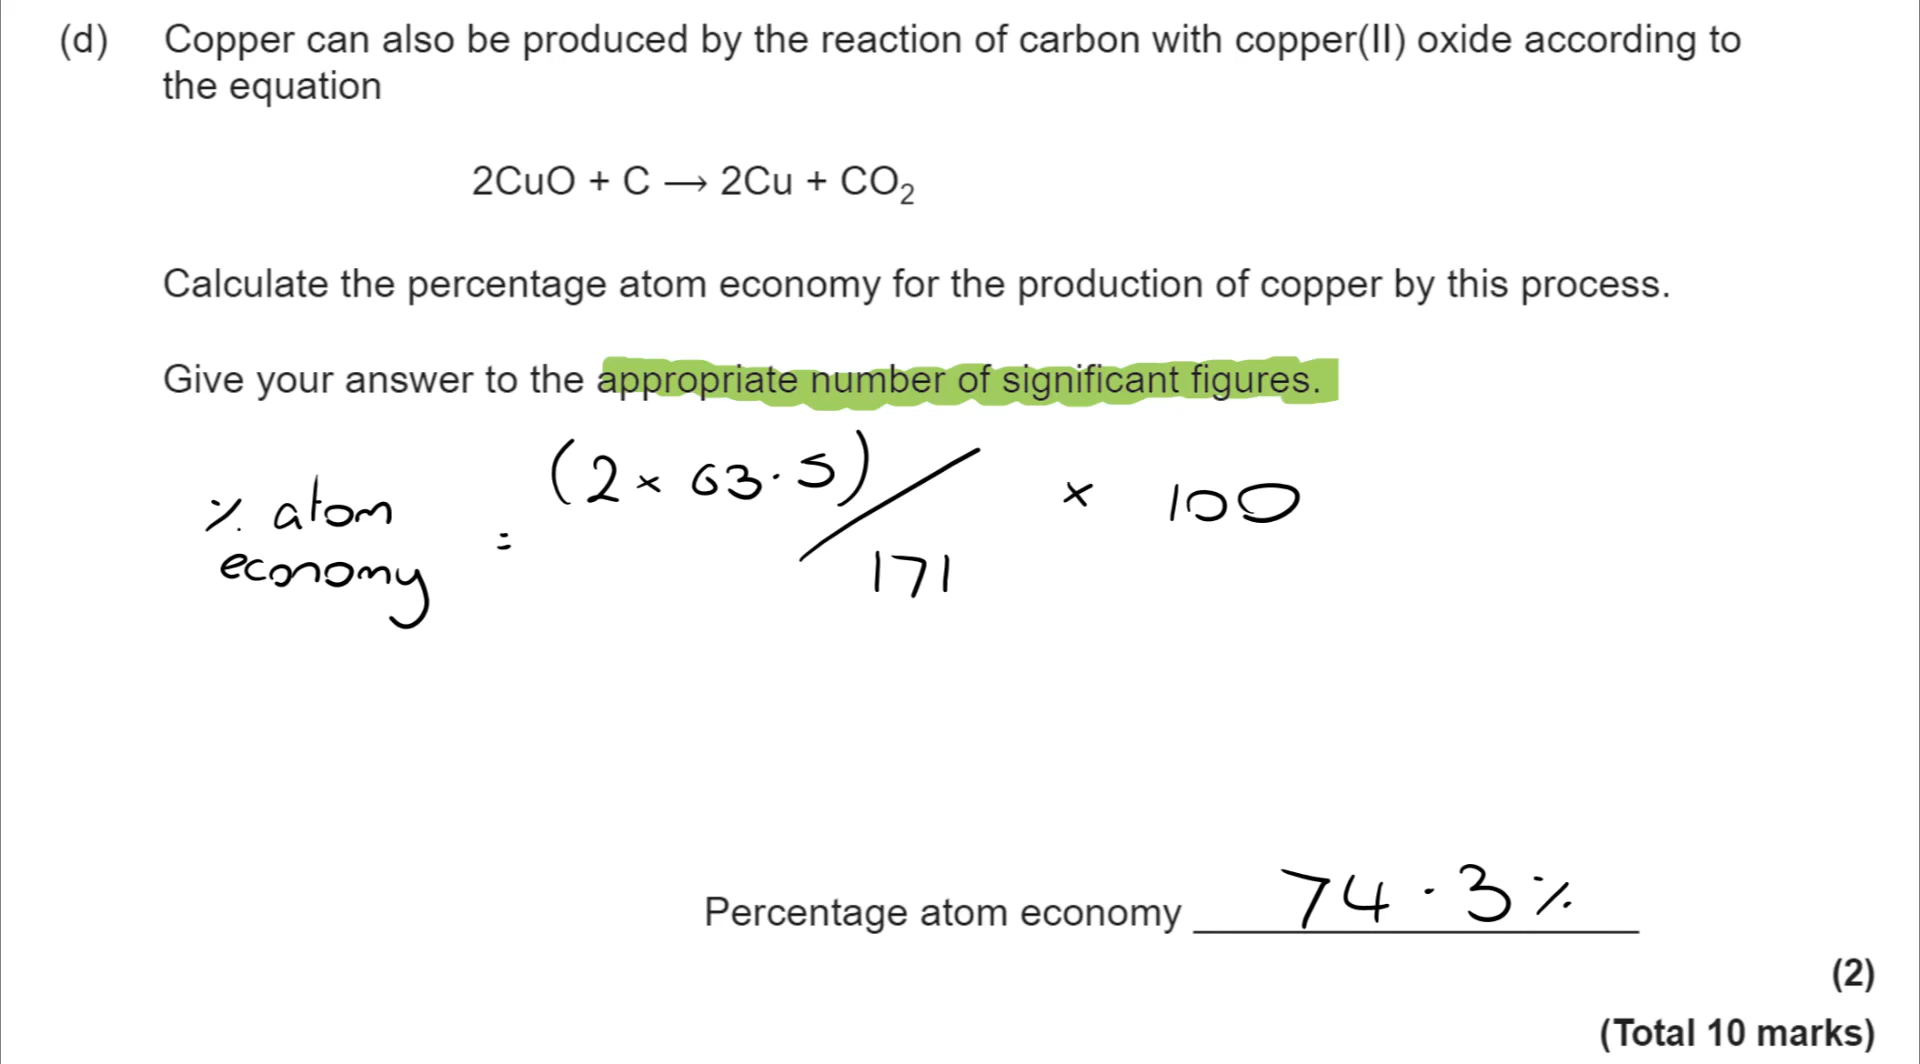 (d) Copper can also be produced by the reaction of carbon with copper(II) oxide according to
the equation
2CuO + C ⟶ 2Cu + CO₂
Calculate the percentage atom economy for the production of copper by this process.
Give your answer to the appropriate number of significant figures.
% atom economy = (2 × 63.5) / 171 × 100
Percentage atom economy 74.3%
(2)
(Total 10 marks)